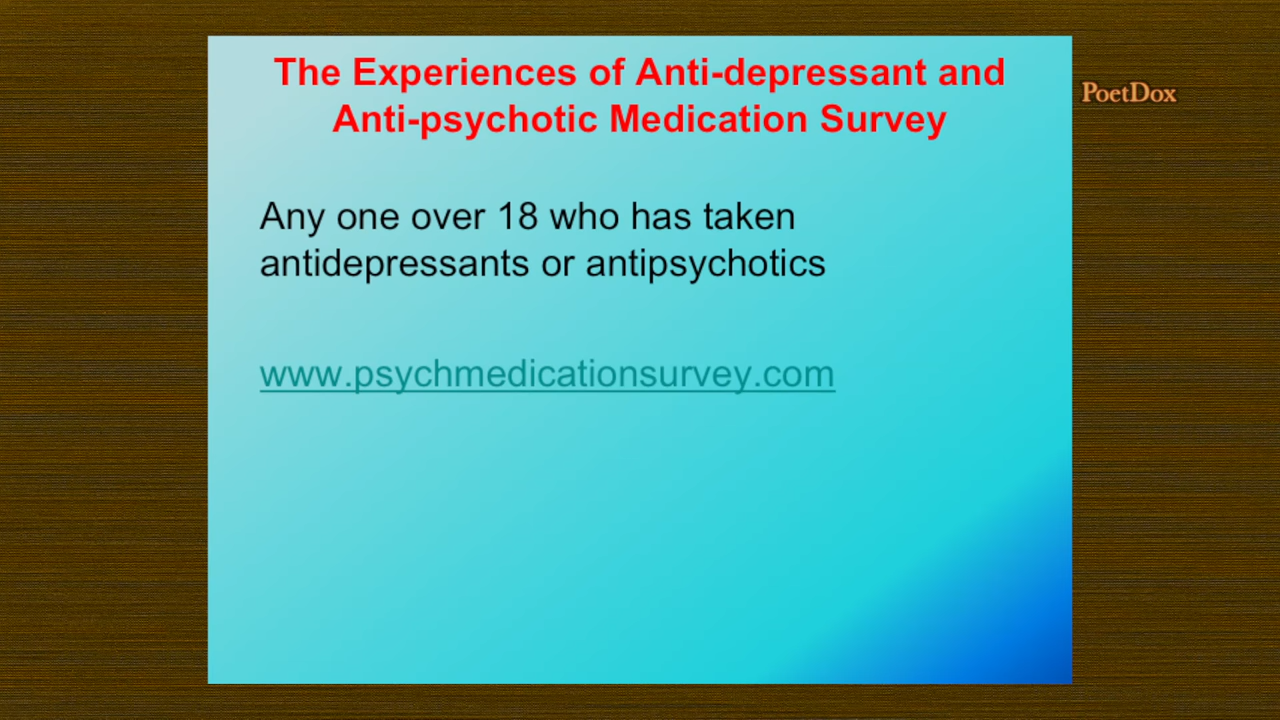 The Experiences of Anti-depressant and
Anti-psychotic Medication Survey
PoetDox
Any one over 18 who has taken
antidepressants or antipsychotics
www.psychmedicationsurvey.com